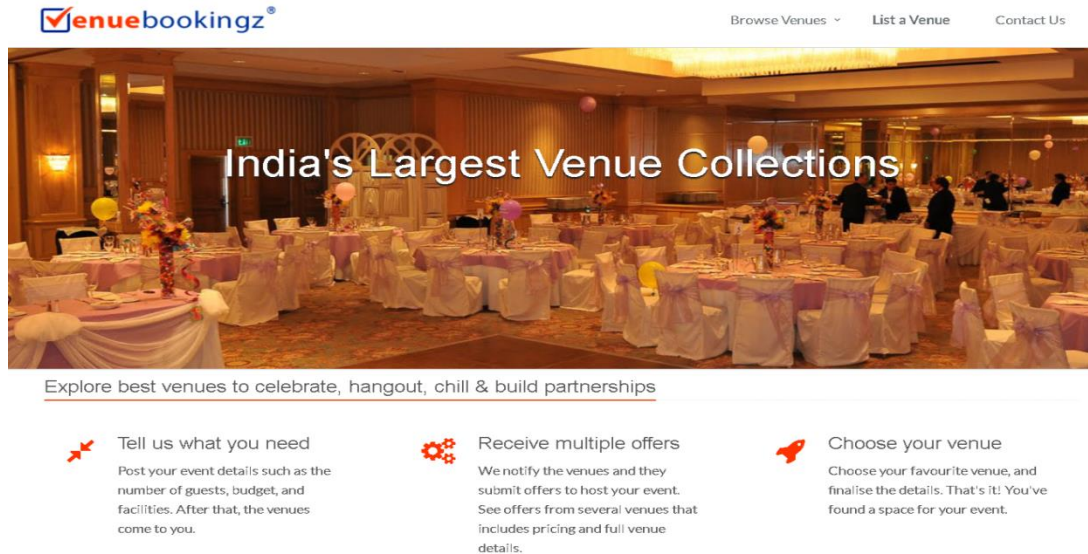 Venuebookingz®
Browse Venues
List a Venue
Contact Us
India's Largest Venue Collections
Explore best venues to celebrate, hangout, chill & build partnerships
Tell us what you need
Post your event details such as the
number of guests, budget, and
facilities. After that, the venues
come to you.
Receive multiple offers
We notify the venues and they
submit offers to host your event.
See offers from several venues that
includes pricing and full venue
details.
Choose your venue
Choose your favourite venue, and
finalise the details. That's it! You've
found a space for your event.